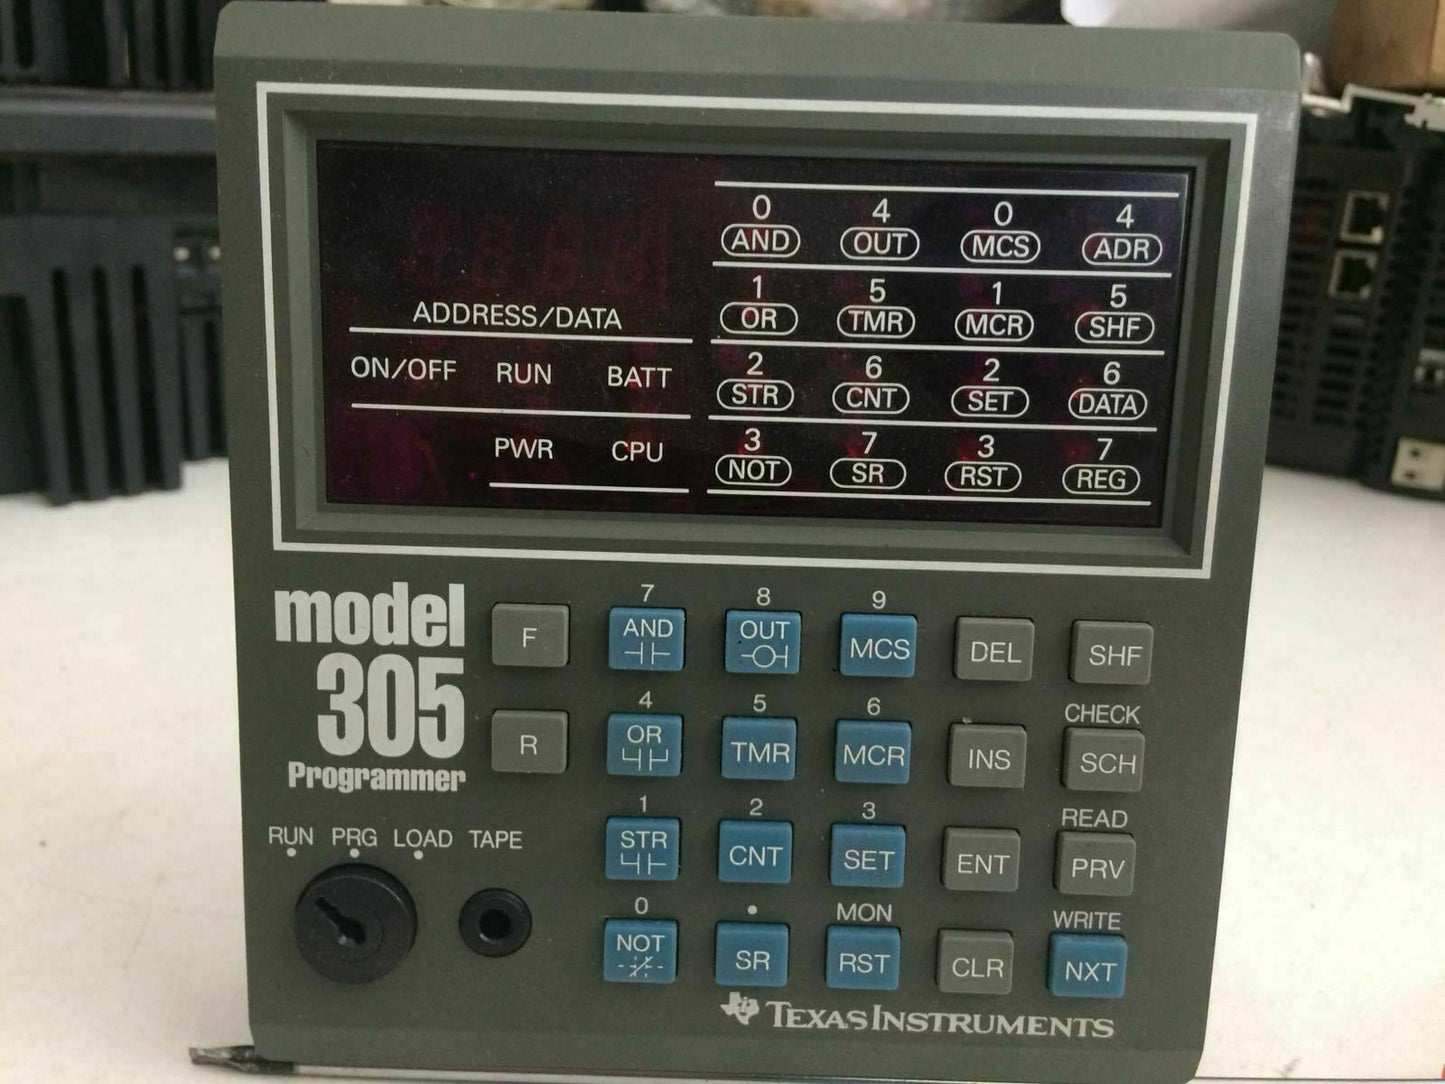 0 4 0 4
AND OUT MCS ADR
1 5 1 5
OR TMR MCR SHF
ADDRESS/DATA
2 6 2 6
STR CNT SET DATA
ON/OFF RUN BATT
3 7 3 7
NOT SR RST REG
PWR CPU
model
305
Programmer
7 8 9
F AND OUT MCS DEL SHF
4 5 6 CHECK
R OR TMR MCR INS SCH
1 2 3 READ
STR CNT SET ENT PRV
RUN PRG LOAD TAPE
0 • MON WRITE
NOT SR RST CLR NXT
TEXAS INSTRUMENTS